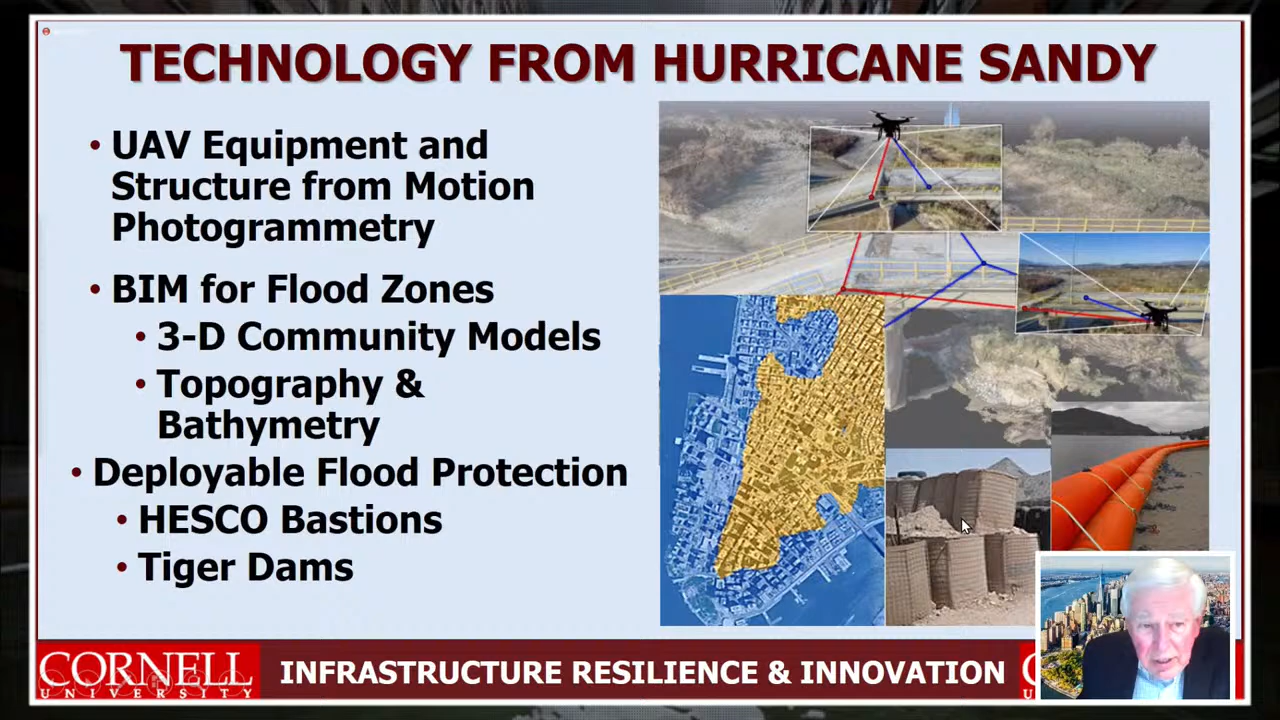 TECHNOLOGY FROM HURRICANE SANDY
• UAV Equipment and
Structure from Motion
Photogrammetry
• BIM for Flood Zones
• 3-D Community Models
• Topography &
Bathymetry
• Deployable Flood Protection
• HESCO Bastions
• Tiger Dams
CORNELL
UNIVERSITY
INFRASTRUCTURE RESILIENCE & INNOVATION